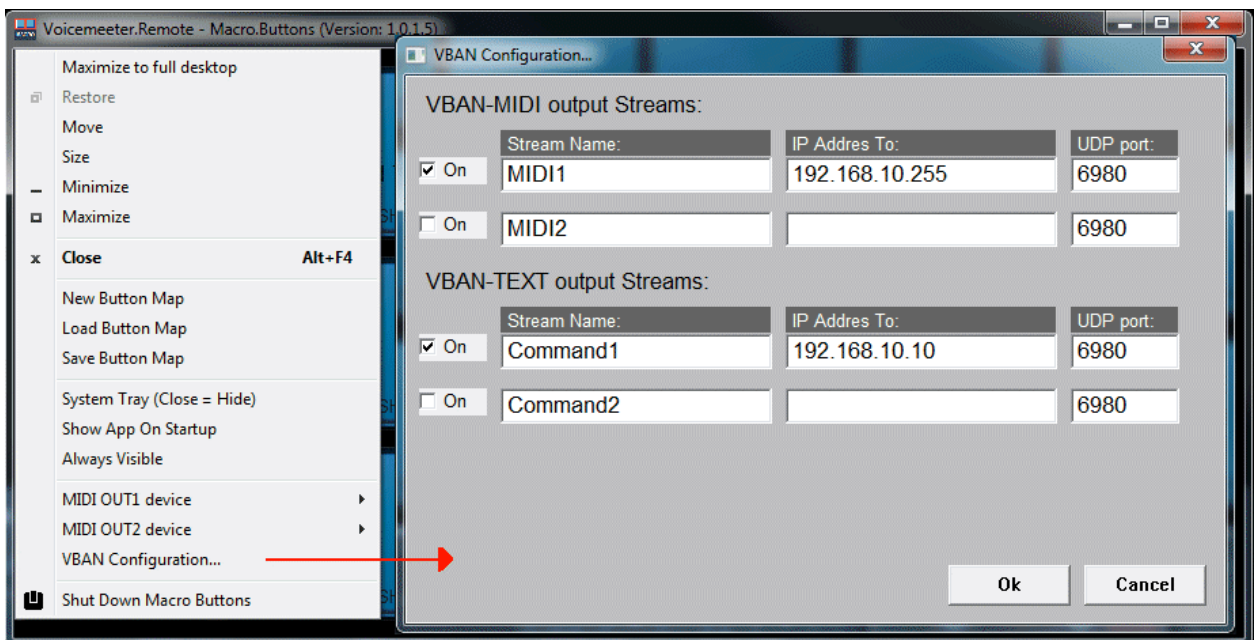 Voicemeeter.Remote - Macro.Buttons (Version: 1.0.1.5)
Maximize to full desktop
Restore
Move
Size
Minimize
Maximize
Close Alt+F4
New Button Map
Load Button Map
Save Button Map
System Tray (Close = Hide)
Show App On Startup
Always Visible
MIDI OUT1 device
MIDI OUT2 device
VBAN Configuration...
Shut Down Macro Buttons
VBAN Configuration...
VBAN-MIDI output Streams:
Stream Name: IP Addres To: UDP port:
On MIDI1 192.168.10.255 6980
On MIDI2 6980
VBAN-TEXT output Streams:
Stream Name: IP Addres To: UDP port:
On Command1 192.168.10.10 6980
On Command2 6980
Ok Cancel